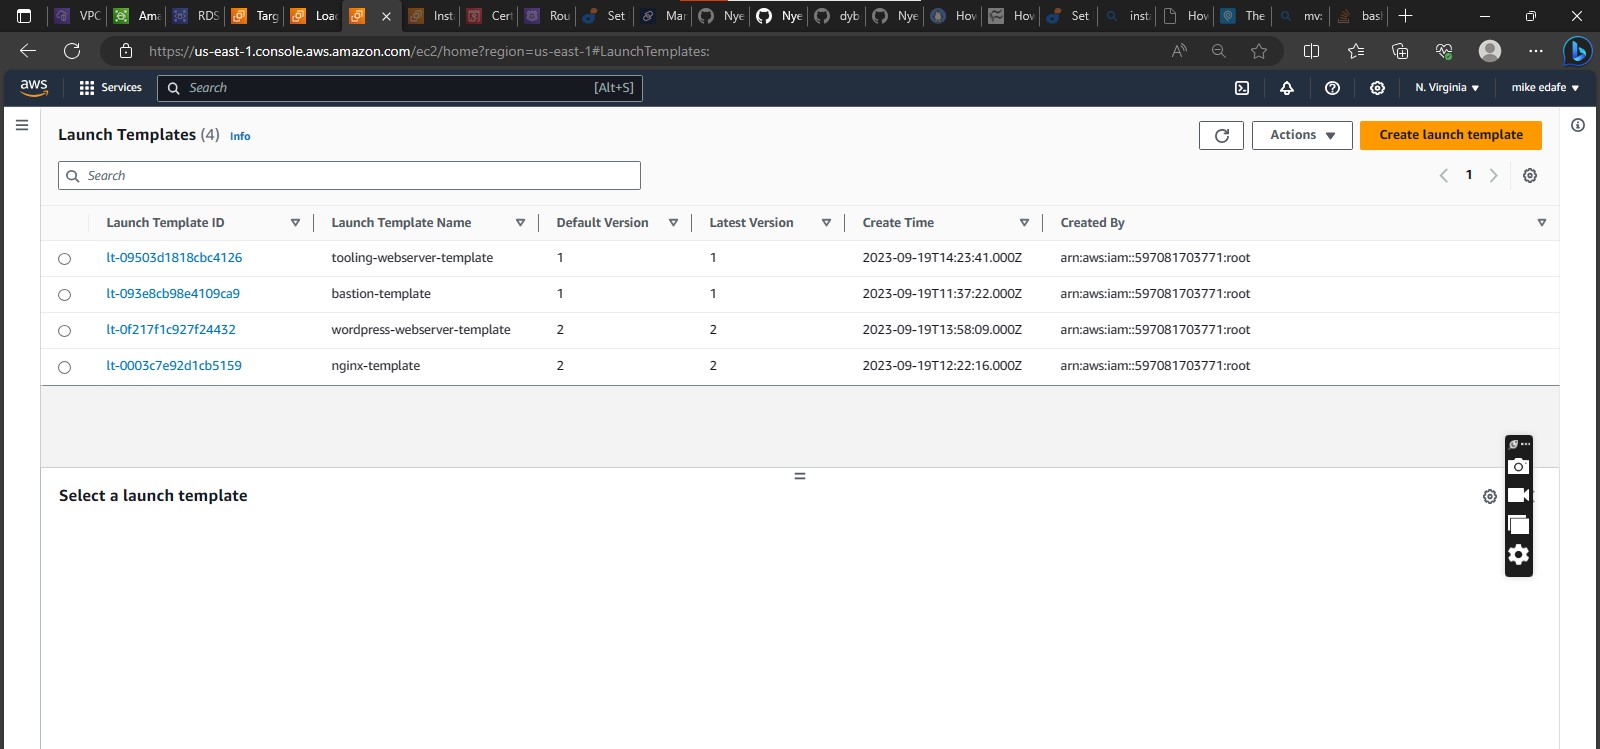 VPC Ama RDS Targ Loa Inst Cert Rou Set Mar Nye Nye dyb Nye How How Set inst How The mv: bas
https://us-east-1.console.aws.amazon.com/ec2/home?region=us-east-1#LaunchTemplates:
aws Services Search [Alt+S] N. Virginia mike edafe
Launch Templates (4) Info Actions Create launch template
Search 1
Launch Template ID Launch Template Name Default Version Latest Version Create Time Created By
lt-09503d1818cbc4126 tooling-webserver-template 1 1 2023-09-19T14:23:41.000Z arn:aws:iam::597081703771:root
lt-093e8cb98e4109ca9 bastion-template 1 1 2023-09-19T11:37:22.000Z arn:aws:iam::597081703771:root
lt-0f217f1c927f24432 wordpress-webserver-template 2 2 2023-09-19T13:58:09.000Z arn:aws:iam::597081703771:root
lt-0003c7e92d1cb5159 nginx-template 2 2 2023-09-19T12:22:16.000Z arn:aws:iam::597081703771:root
Select a launch template